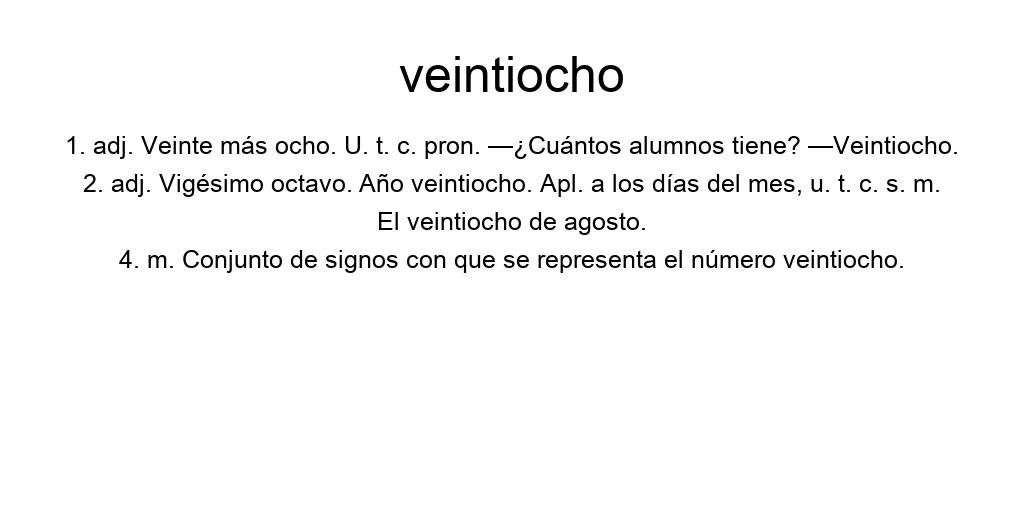 veintiocho
1. adj. Veinte más ocho. U. t. c. pron. —¿Cuántos alumnos tiene? —Veintiocho.
2. adj. Vigésimo octavo. Año veintiocho. Apl. a los días del mes, u. t. c. s. m.
El veintiocho de agosto.
4. m. Conjunto de signos con que se representa el número veintiocho.